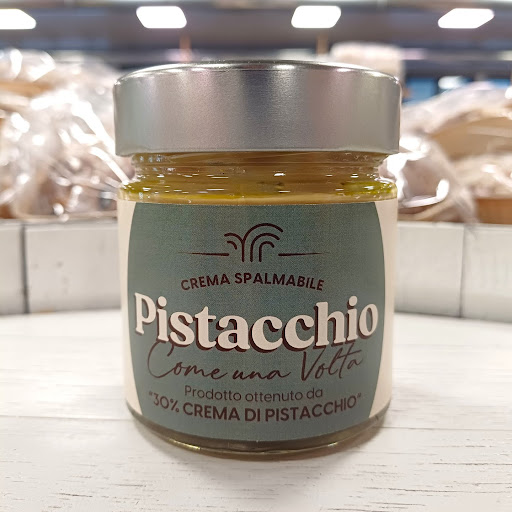 CREMA SPALMABILE
Pistacchio
Come una Volta
Prodotto ottenuto da
"30% CREMA DI PISTACCHIO"